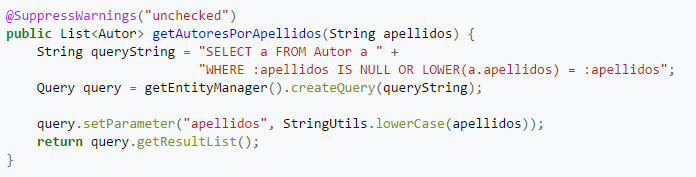 @SuppressWarnings("unchecked")
public List<Autor> getAutoresPorApellidos(String apellidos) {
    String queryString = "SELECT a FROM Autor a " +
                         "WHERE :apellidos IS NULL OR LOWER(a.apellidos) = :apellidos";
    Query query = getEntityManager().createQuery(queryString);

    query.setParameter("apellidos", StringUtils.lowerCase(apellidos));
    return query.getResultList();
}